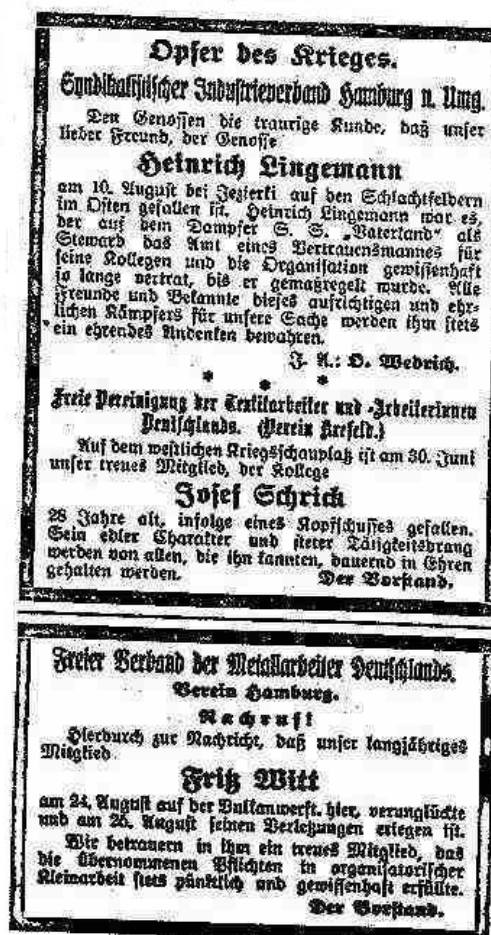 Opfer des Krieges.
Syndikalistischer Industrieverband Hamburg u. Umg.
Den Genossen die traurige Kunde, daß unser
lieber Freund, der Genosse
Heinrich Lingemann
am 10. August bei Jezierki auf den Schlachtfeldern
im Osten gefallen ist. Heinrich Lingemann war es,
der auf dem Dampfer S. S. „Vaterland“ als
Steward das Amt eines Vertrauensmannes für
seine Kollegen und die Organisation gewissenhaft
so lange vertrat, bis er gemaßregelt wurde. Alle
Freunde und Bekannte dieses aufrichtigen und ehr-
lichen Kämpfers für unsere Sache werden ihm stets
ein ehrendes Andenken bewahren.
J. A.: O. Wedrich.
* * *
Freie Vereinigung der Textilarbeiter und -Arbeiterinnen
Deutschlands. (Verein Krefeld.)
Auf dem westlichen Kriegsschauplatz ist am 30. Juni
unser treues Mitglied, der Kollege
Josef Schrick
28 Jahre alt, infolge eines Kopfschusses gefallen.
Sein edler Charakter und steter Tätigkeitsdrang
werden von allen, die ihn kannten, dauernd in Ehren
gehalten werden. Der Vorstand.
Freier Verband der Metallarbeiter Deutschlands.
Verein Hamburg.
Nachruf!
Hierdurch zur Nachricht, daß unser langjähriges
Mitglied
Fritz Witt
am 24. August auf der Vulkanwerft, hier, verunglückte
und am 26. August seinen Verletzungen erlegen ist.
Wir betrauern in ihm ein treues Mitglied, das
die übernommenen Pflichten in organisatorischer
Kleinarbeit stets pünktlich und gewissenhaft erfüllte.
Der Vorstand.